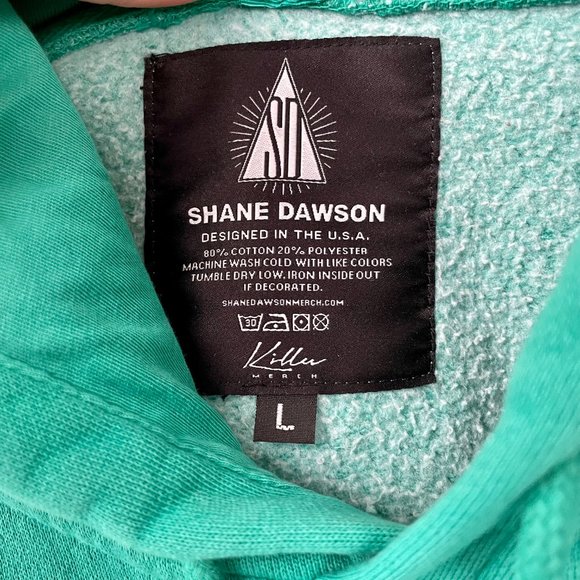 SD
SHANE DAWSON
DESIGNED IN THE U.S.A.
80% COTTON 20% POLYESTER
MACHINE WASH COLD WITH LIKE COLORS
TUMBLE DRY LOW. IRON INSIDE OUT
IF DECORATED.
SHANEDAWSONMERCH.COM
30
Killer
MERCH
L